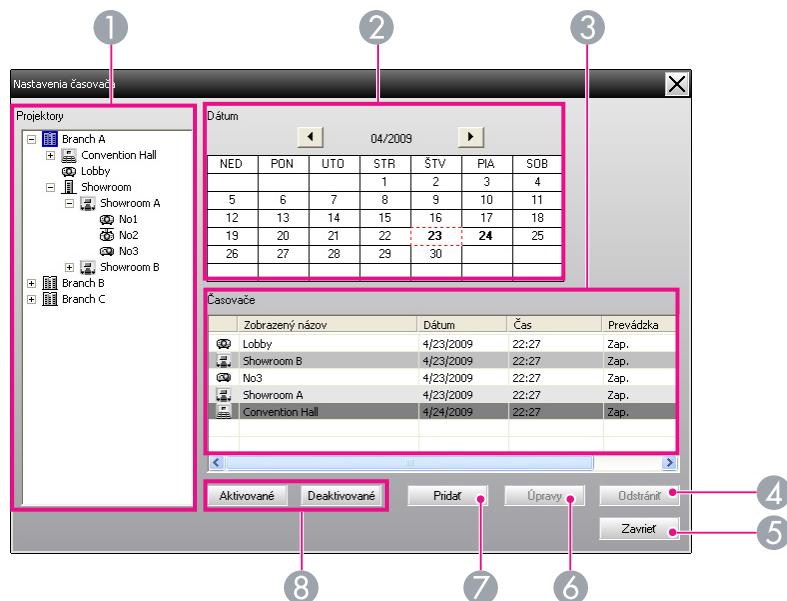 1 2 3
Nastavenia časovača
Projektory
Branch A
Convention Hall
Lobby
Showroom
Showroom A
No1
No2
No3
Showroom B
Branch B
Branch C
Dátum
04/2009
NED PON UTO STR ŠTV PIA SOB
1 2 3 4
5 6 7 8 9 10 11
12 13 14 15 16 17 18
19 20 21 22 23 24 25
26 27 28 29 30
Časovače
Zobrazený názov Dátum Čas Prevádzka
Lobby 4/23/2009 22:27 Zap.
Showroom B 4/23/2009 22:27 Zap.
No3 4/23/2009 22:27 Zap.
Showroom A 4/23/2009 22:27 Zap.
Convention Hall 4/24/2009 22:27 Zap.
Aktivované Deaktivované Pridať Úpravy Odstrániť 4
Zavrieť 5
8 7 6